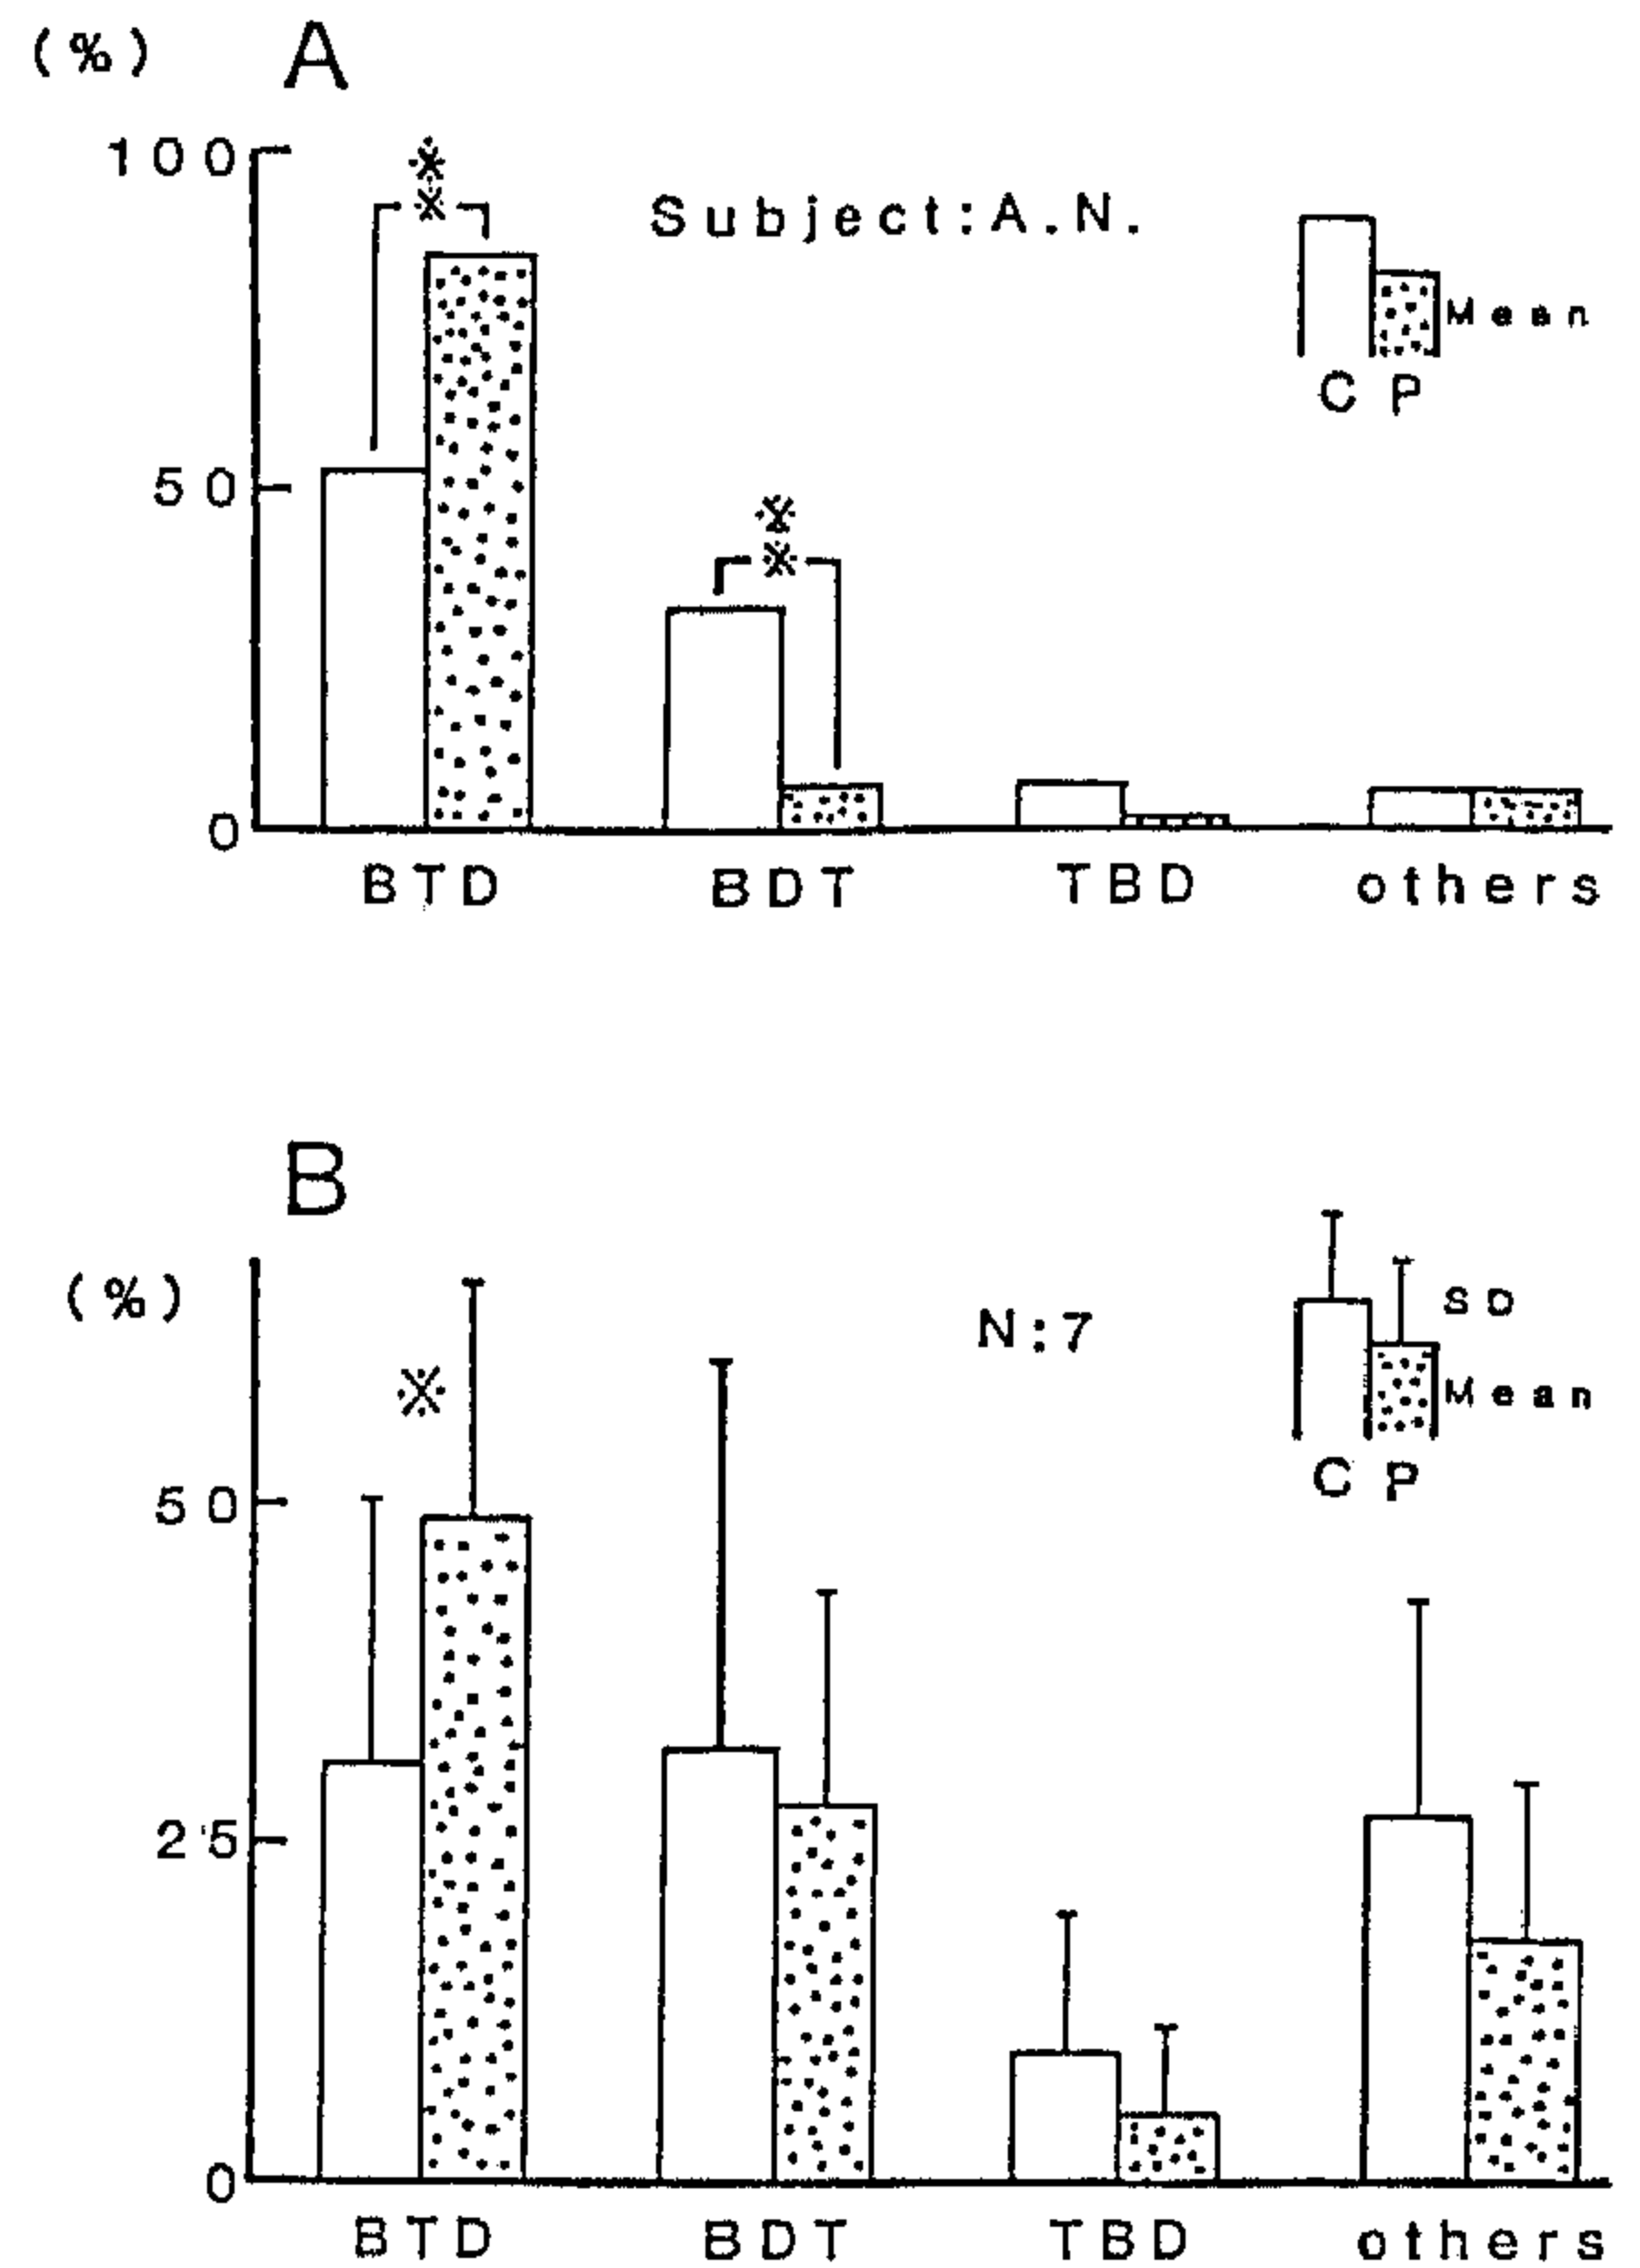 (%) A
100
※
※
Subject:A.N.
Mean
C P
50
※
※
0
BTD BDT TBD others
B
(%)
N:7
SD
Mean
C P
※
50
25
0
BTD BDT TBD others